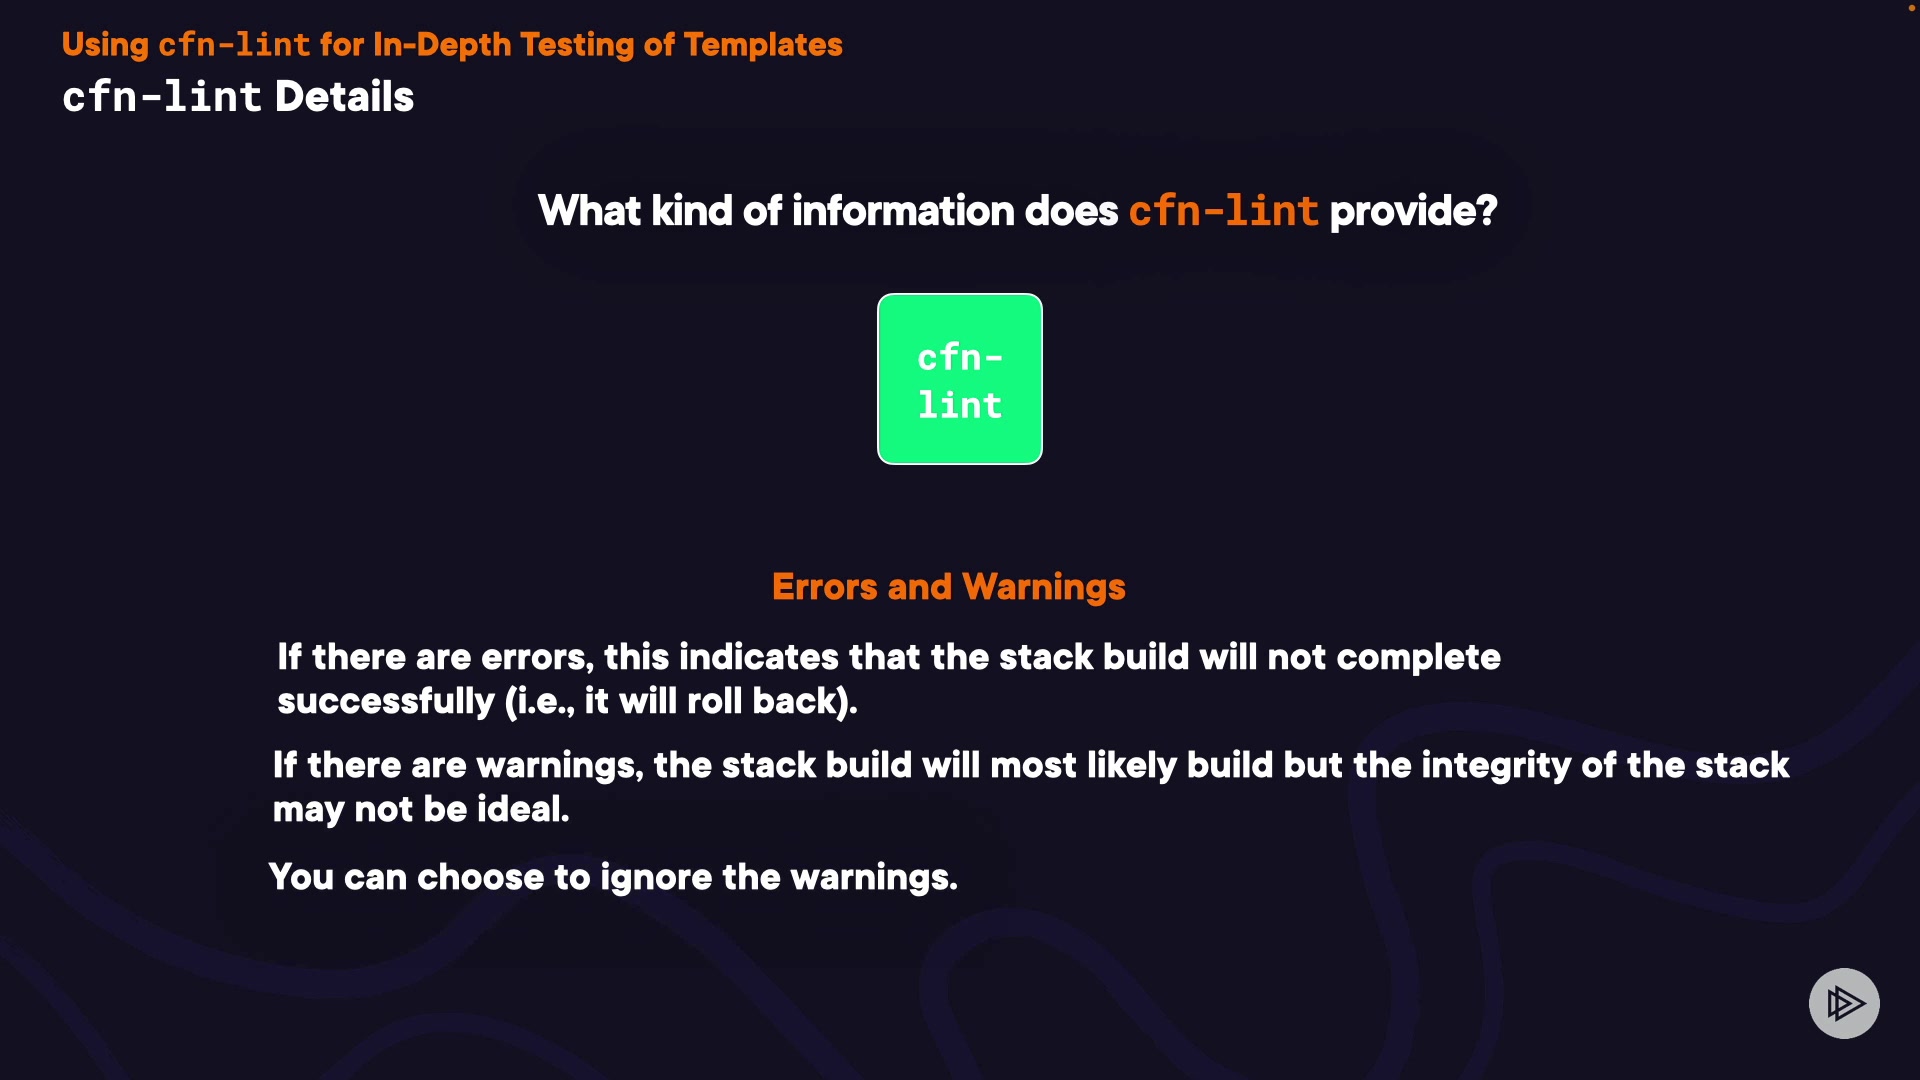 Using cfn-lint for In-Depth Testing of Templates
cfn-lint Details
What kind of information does cfn-lint provide?
cfn-
lint
Errors and Warnings
If there are errors, this indicates that the stack build will not complete
successfully (i.e., it will roll back).
If there are warnings, the stack build will most likely build but the integrity of the stack
may not be ideal.
You can choose to ignore the warnings.